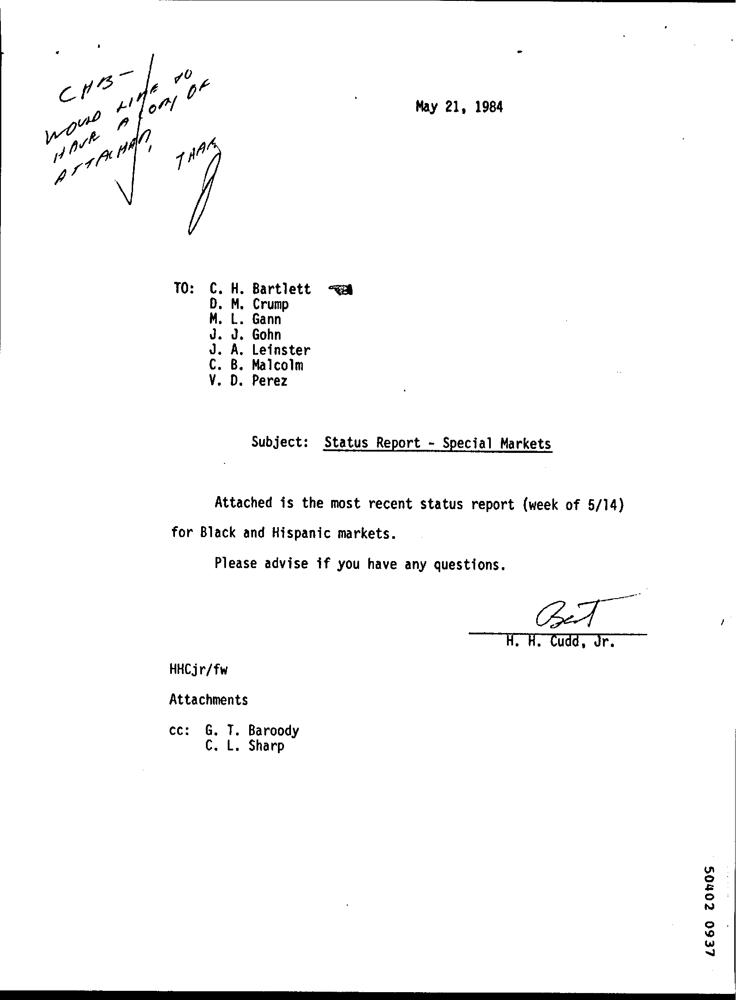 CHB -
WOULD LIKE TO
HAVE A COPY OF
ATTACHED,
May 21, 1984
TO: C. H. Bartlett
D. M. Crump
M. L. Gann
J. J. Gohn
J. A. Leinster
C. B. Malcolm
V. D. Perez
Subject: Status Report - Special Markets
Attached is the most recent status report (week of 5/14)
for Black and Hispanic markets.
Please advise if you have any questions.
Bert
H. H. Cudd, Jr.
HHCjr/fw
Attachments
cc: G. T. Baroody
C. L. Sharp
50402 0937